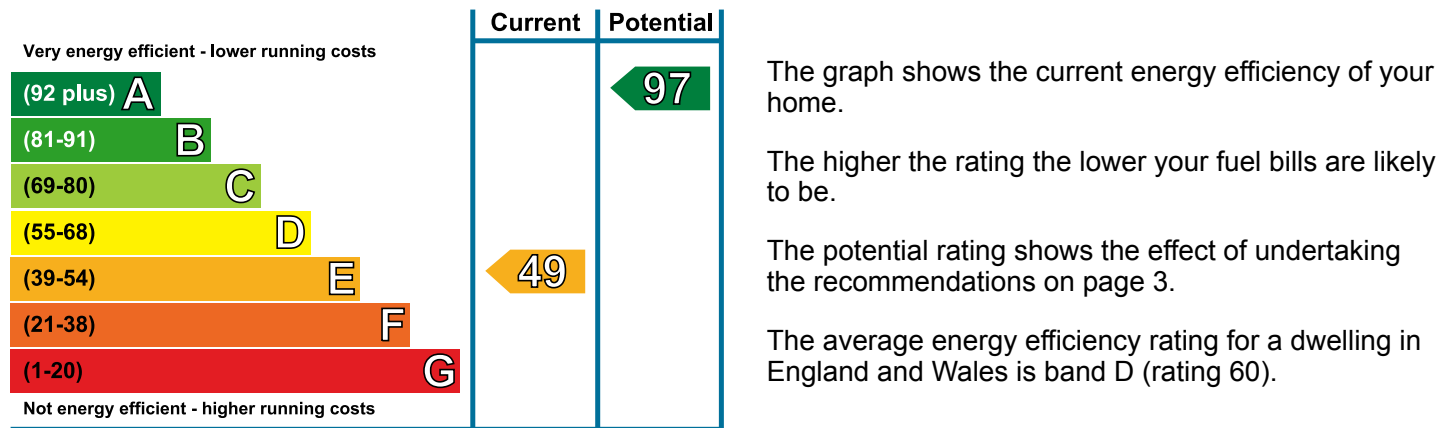 Current Potential
Very energy efficient - lower running costs
(92 plus) A
97
(81-91) B
(69-80) C
(55-68) D
(39-54) E
49
(21-38) F
(1-20) G
Not energy efficient - higher running costs
The graph shows the current energy efficiency of your
home.
The higher the rating the lower your fuel bills are likely
to be.
The potential rating shows the effect of undertaking
the recommendations on page 3.
The average energy efficiency rating for a dwelling in
England and Wales is band D (rating 60).